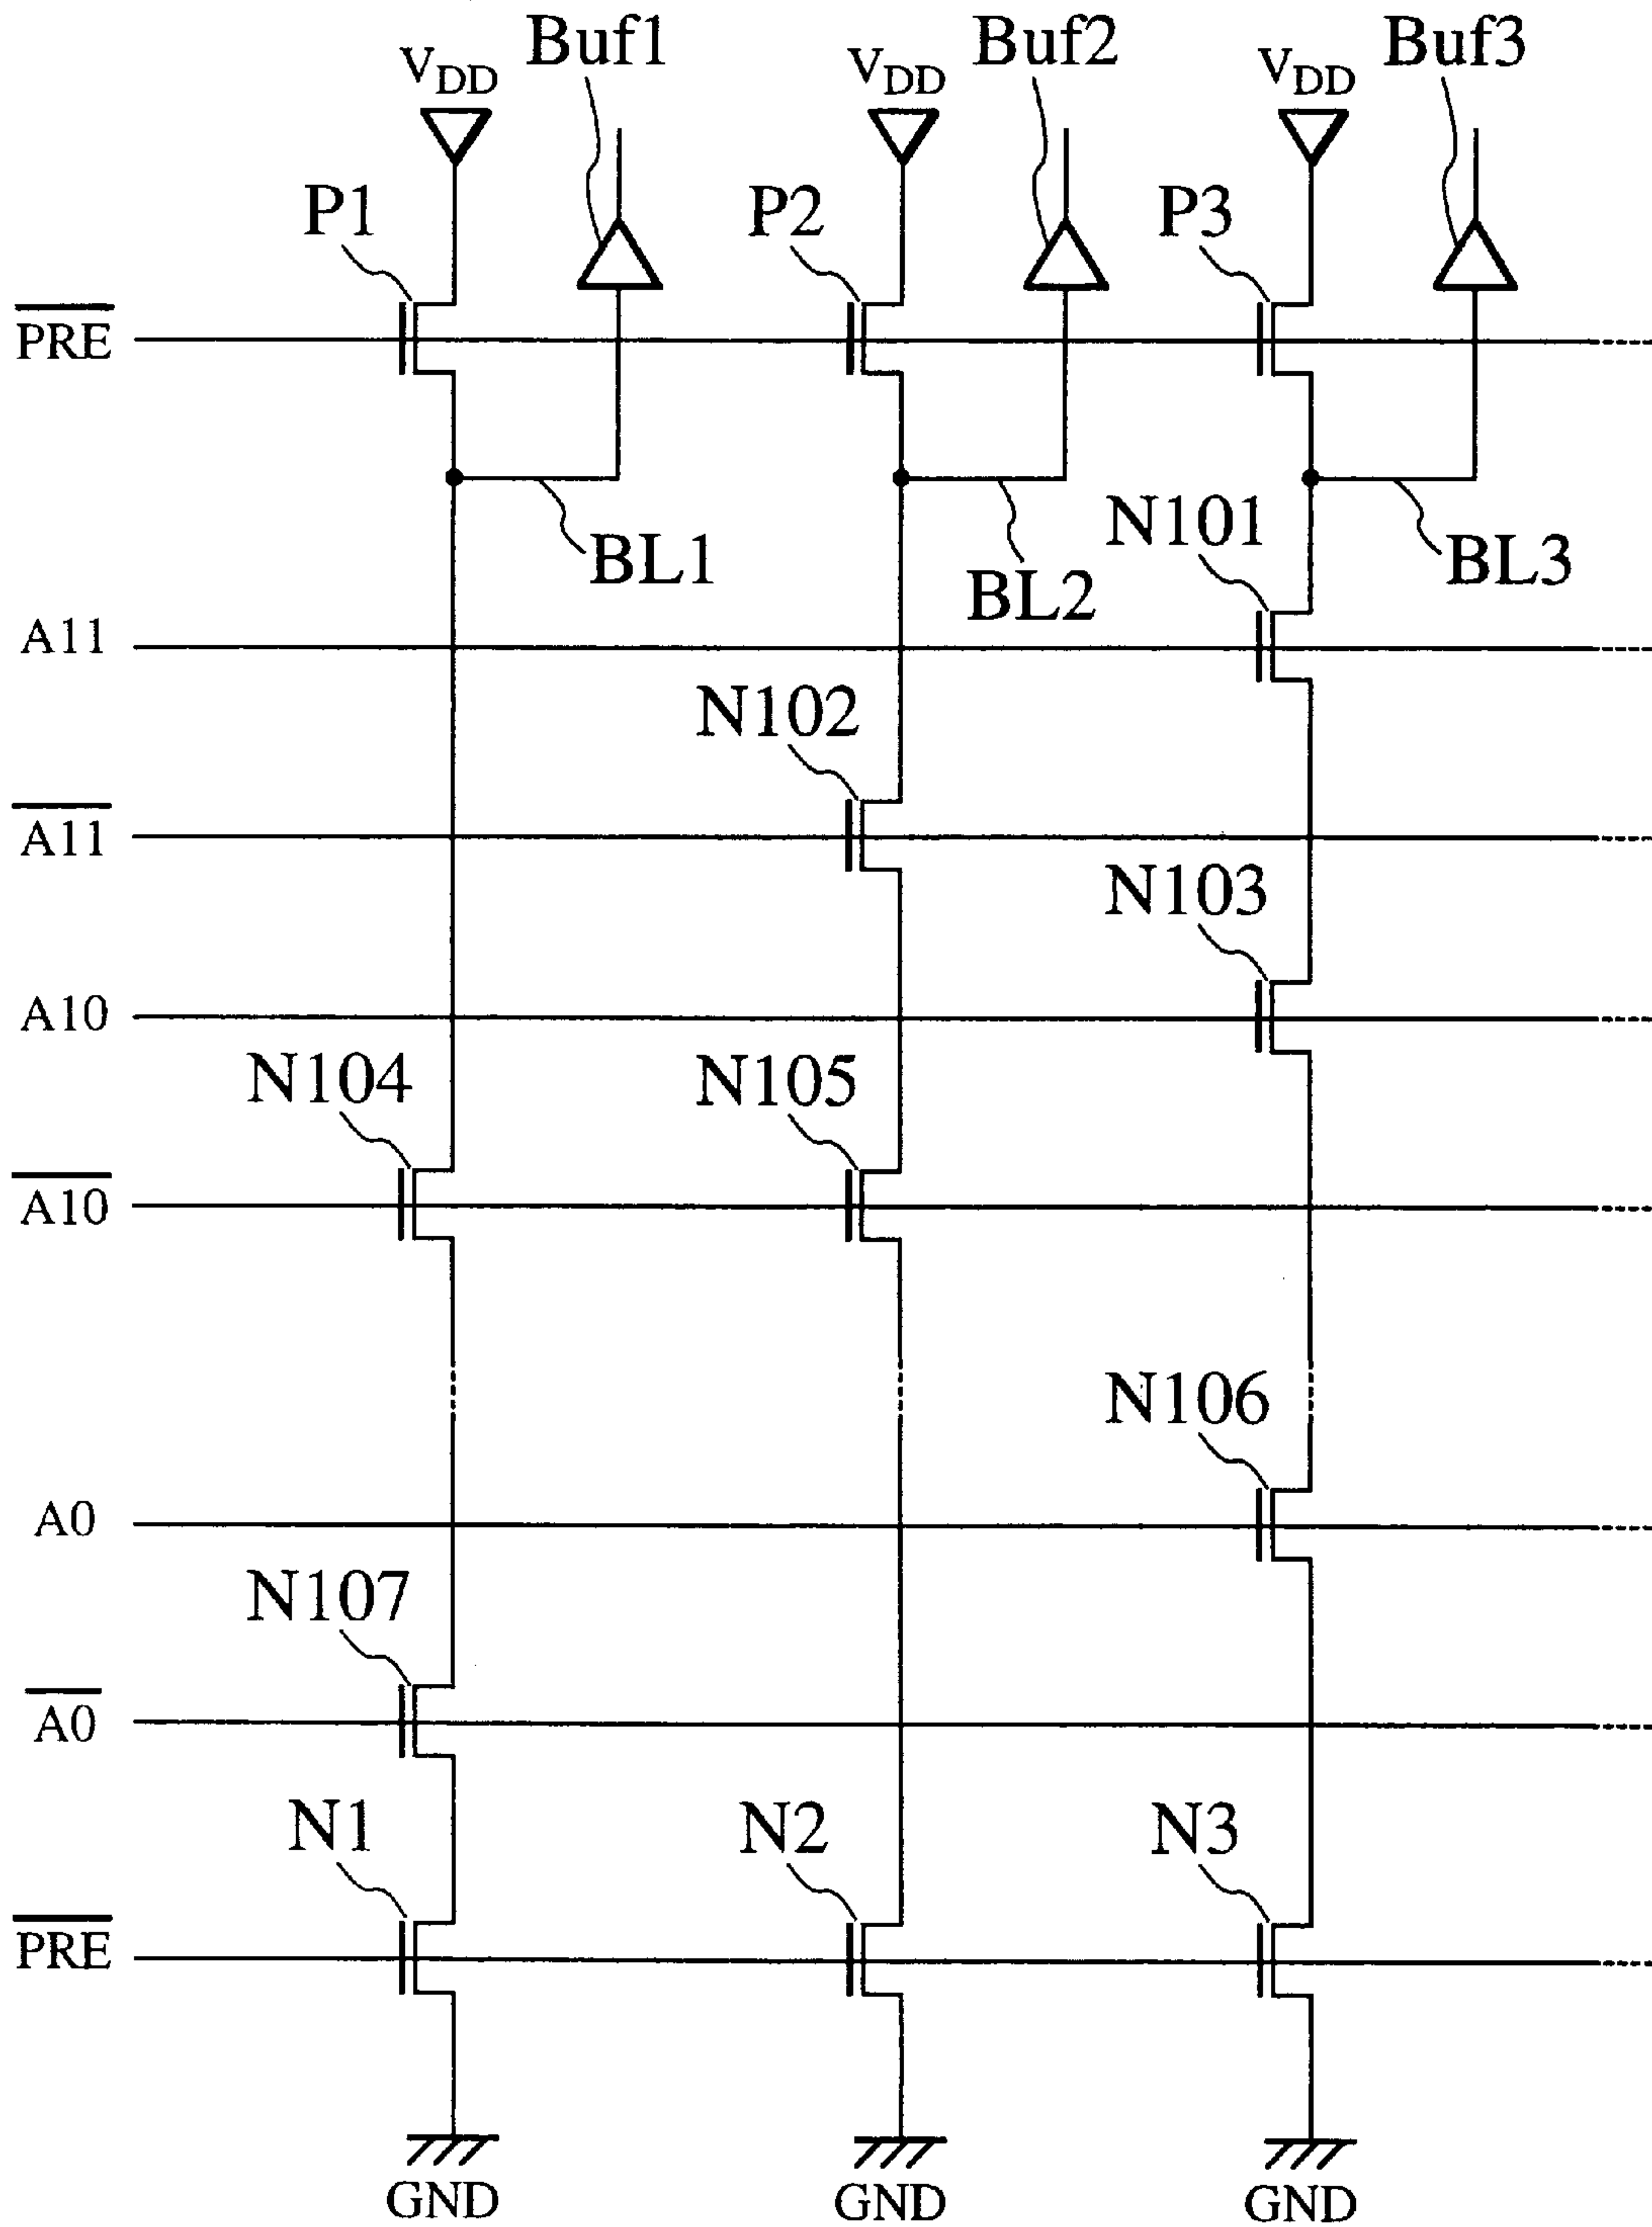 Buf1 Buf2 Buf3
VDD VDD VDD
P1 P2 P3
PRE
N101
BL1 BL2 BL3
A11
N102
A11
N103
A10
N104 N105
A10
N106
A0
N107
A0
N1 N2 N3
PRE
GND GND GND